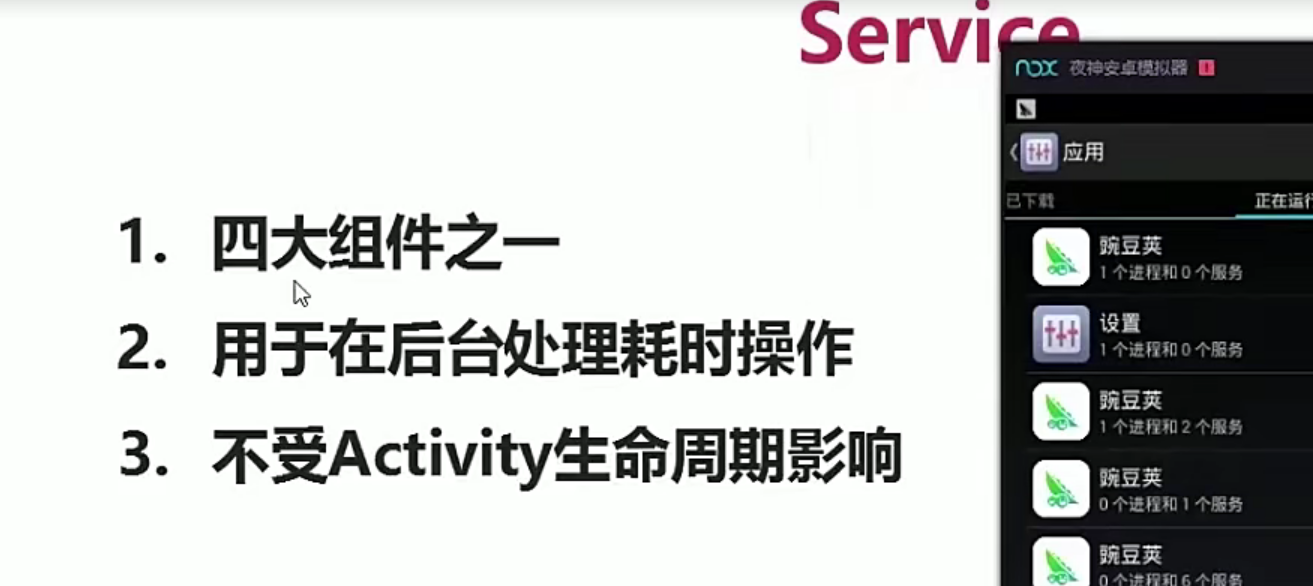 Service
1. 四大组件之一
2. 用于在后台处理耗时操作
3. 不受Activity生命周期影响
nox 夜神安卓模拟器
应用
已下载 正在运行
豌豆荚
1 个进程和 0 个服务
设置
1 个进程和 0 个服务
豌豆荚
1 个进程和 2 个服务
豌豆荚
0 个进程和 1 个服务
豌豆荚
0 个进程和 6 个服务